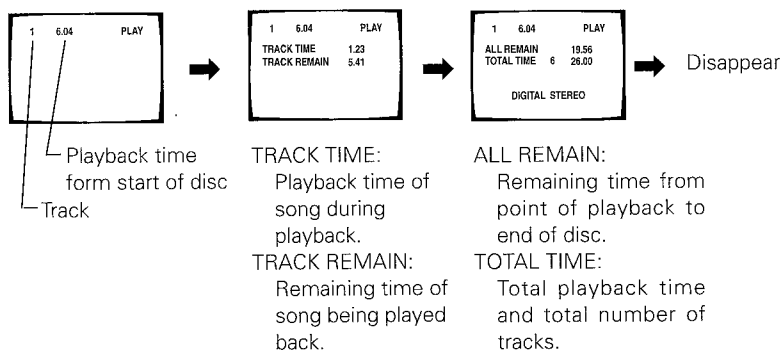 1 6.04 PLAY
Playback time
form start of disc
Track
1 6.04 PLAY
TRACK TIME 1.23
TRACK REMAIN 5.41
TRACK TIME:
Playback time of
song during
playback.
TRACK REMAIN:
Remaining time of
song being played
back.
1 6.04 PLAY
ALL REMAIN 19.56
TOTAL TIME 6 26.00
DIGITAL STEREO
ALL REMAIN:
Remaining time from
point of playback to
end of disc.
TOTAL TIME:
Total playback time
and total number of
tracks.
Disappear